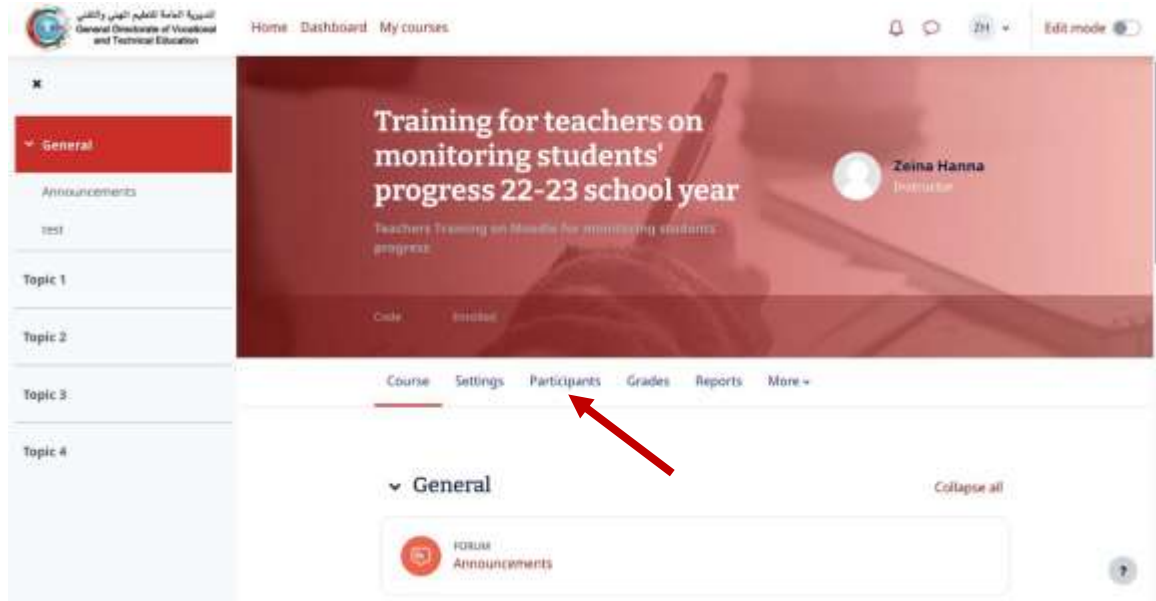 المديرية العامة للتعليم المهني والتقني
General Directorate of Vocational
and Technical Education
Home Dashboard My courses
ZH
Edit mode
General
Announcements
test
Topic 1
Topic 2
Topic 3
Topic 4
Training for teachers on
monitoring students'
progress 22-23 school year
Teachers Training on Moodle for monitoring students
progress
Zeina Hanna
Instructor
Code Enrolled
Course Settings Participants Grades Reports More
General
Collapse all
FORUM
Announcements
?